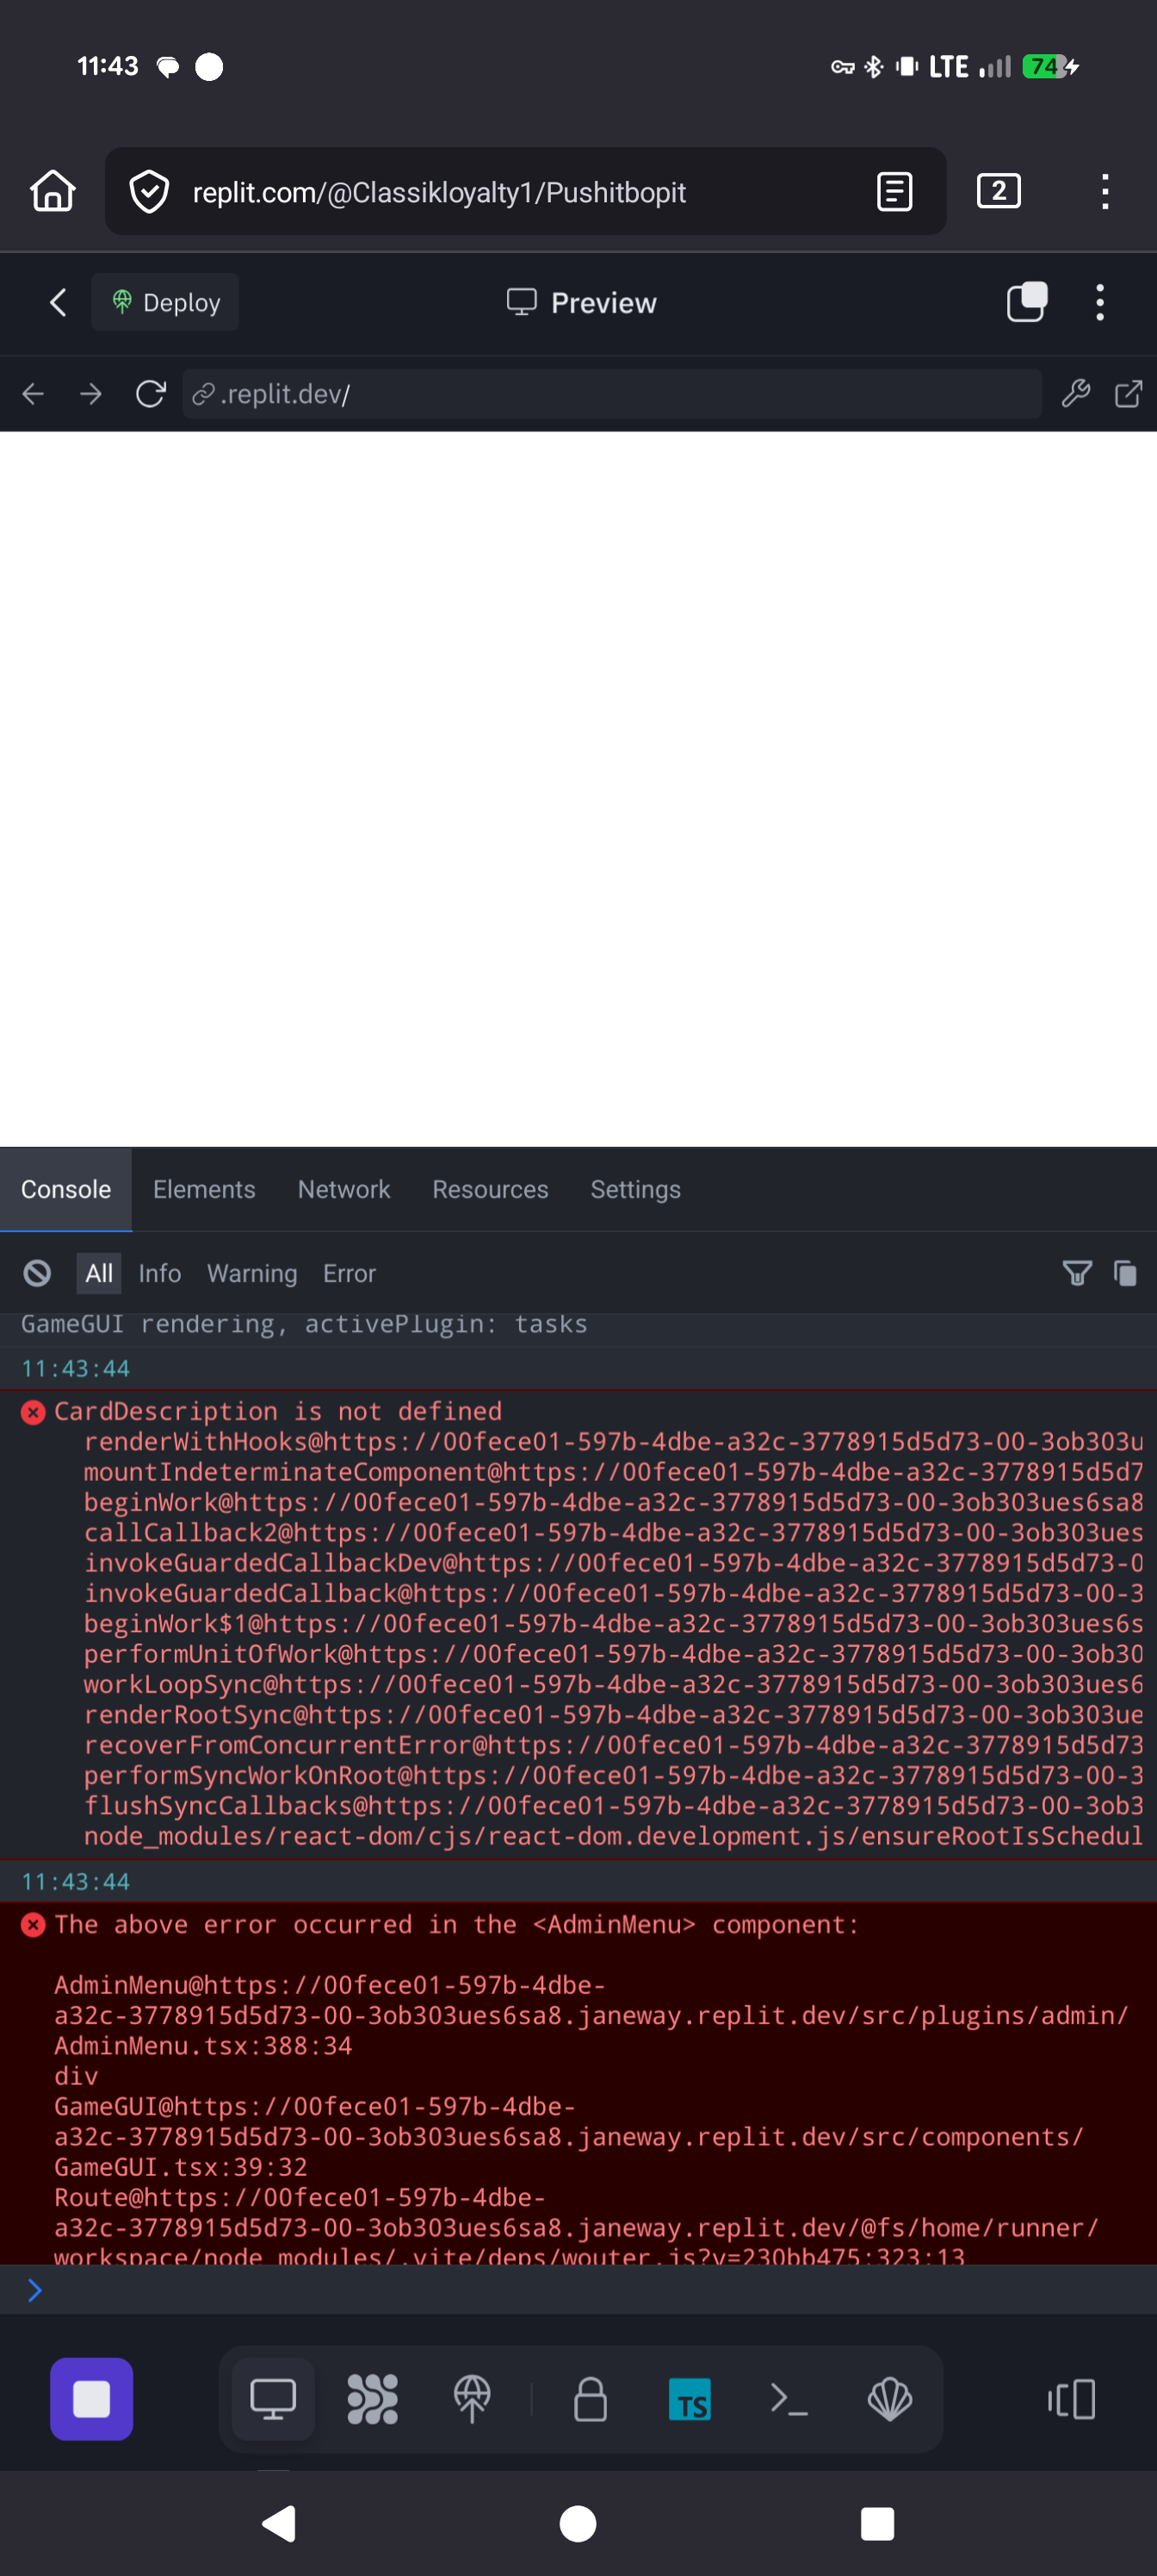 11:43
LTE
74
replit.com/@Classikloyalty1/Pushitbopit
2
Deploy
Preview
.replit.dev/
Console Elements Network Resources Settings
All Info Warning Error
GameGUI rendering, activePlugin: tasks
11:43:44
CardDescription is not defined
renderWithHooks@https://00fece01-597b-4dbe-a32c-3778915d5d73-00-3ob303u
mountIndeterminateComponent@https://00fece01-597b-4dbe-a32c-3778915d5d7
beginWork@https://00fece01-597b-4dbe-a32c-3778915d5d73-00-3ob303ues6sa8
callCallback2@https://00fece01-597b-4dbe-a32c-3778915d5d73-00-3ob303ues
invokeGuardedCallbackDev@https://00fece01-597b-4dbe-a32c-3778915d5d73-0
invokeGuardedCallback@https://00fece01-597b-4dbe-a32c-3778915d5d73-00-3
beginWork$1@https://00fece01-597b-4dbe-a32c-3778915d5d73-00-3ob303ues6s
performUnitOfWork@https://00fece01-597b-4dbe-a32c-3778915d5d73-00-3ob30
workLoopSync@https://00fece01-597b-4dbe-a32c-3778915d5d73-00-3ob303ues6
renderRootSync@https://00fece01-597b-4dbe-a32c-3778915d5d73-00-3ob303ue
recoverFromConcurrentError@https://00fece01-597b-4dbe-a32c-3778915d5d73
performSyncWorkOnRoot@https://00fece01-597b-4dbe-a32c-3778915d5d73-00-3
flushSyncCallbacks@https://00fece01-597b-4dbe-a32c-3778915d5d73-00-3ob3
node_modules/react-dom/cjs/react-dom.development.js/ensureRootIsSchedul
11:43:44
The above error occurred in the <AdminMenu> component:
AdminMenu@https://00fece01-597b-4dbe-
a32c-3778915d5d73-00-3ob303ues6sa8.janeway.replit.dev/src/plugins/admin/
AdminMenu.tsx:388:34
div
GameGUI@https://00fece01-597b-4dbe-
a32c-3778915d5d73-00-3ob303ues6sa8.janeway.replit.dev/src/components/
GameGUI.tsx:39:32
Route@https://00fece01-597b-4dbe-
a32c-3778915d5d73-00-3ob303ues6sa8.janeway.replit.dev/@fs/home/runner/
workspace/node_modules/.vite/deps/wouter.js?v=230bb475:323:13
TS